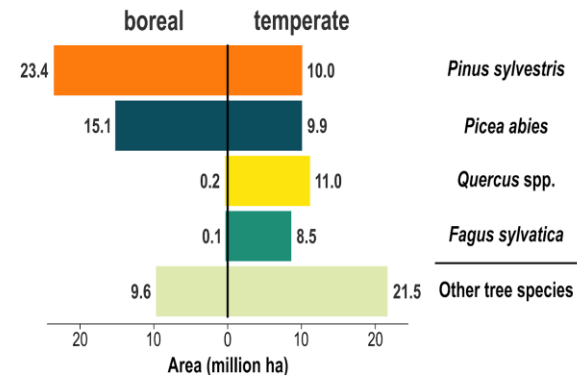 boreal temperate
23.4 10.0 Pinus sylvestris
15.1 9.9 Picea abies
0.2 11.0 Quercus spp.
0.1 8.5 Fagus sylvatica
9.6 21.5 Other tree species
20 10 0 10 20
Area (million ha)